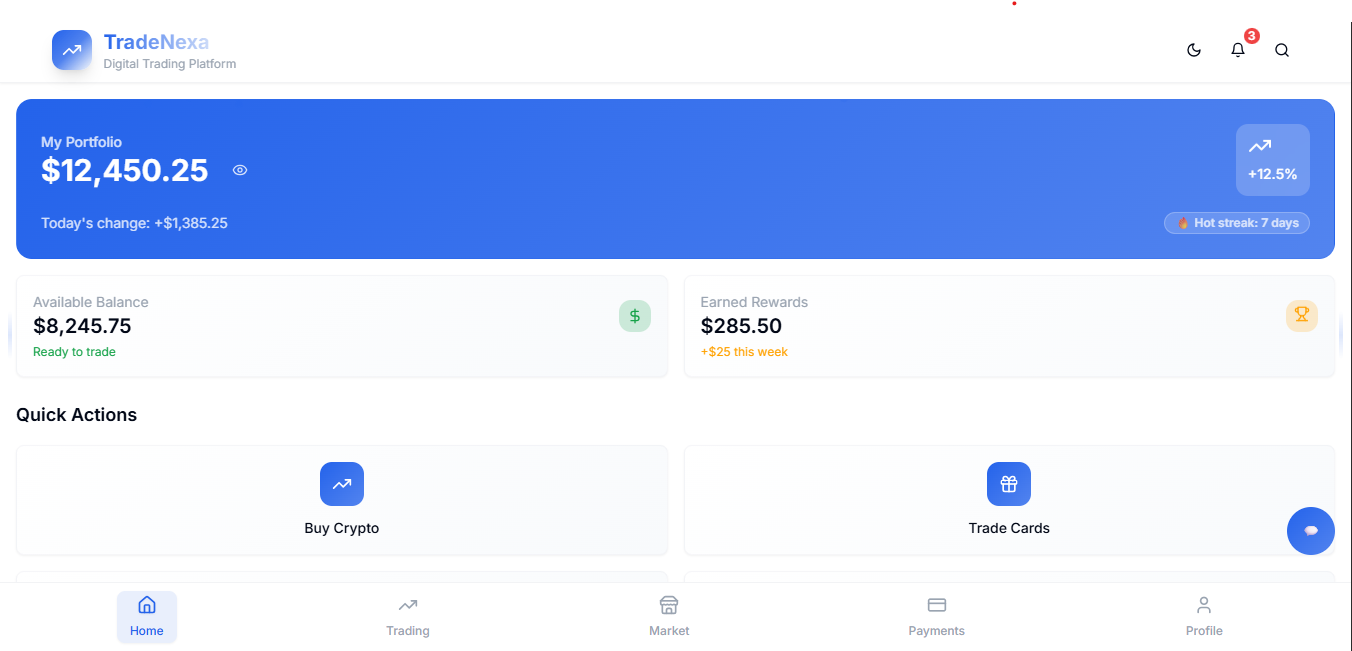 TradeNexa
Digital Trading Platform
3
My Portfolio
$12,450.25
+12.5%
Today's change: +$1,385.25
Hot streak: 7 days
Available Balance
$8,245.75
Ready to trade
Earned Rewards
$285.50
+$25 this week
Quick Actions
Buy Crypto
Trade Cards
Home
Trading
Market
Payments
Profile